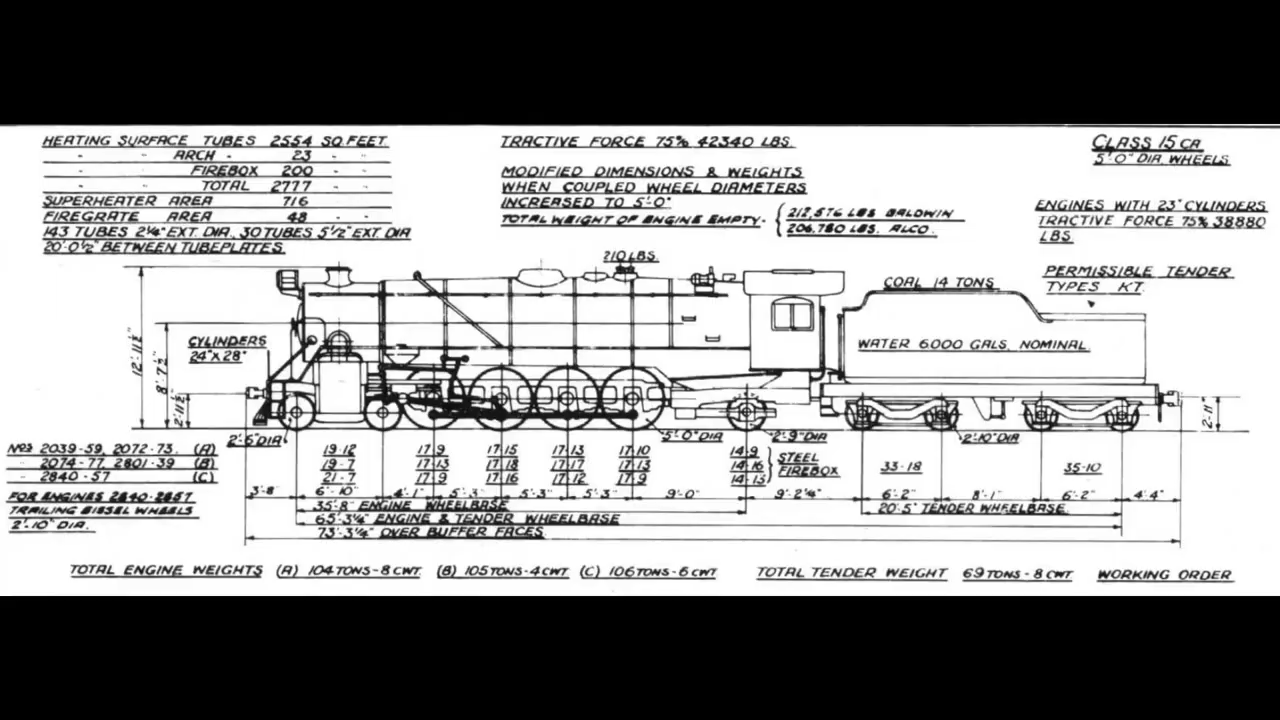 HEATING SURFACE TUBES 2554 SQ.FEET.
" ARCH " 23 " "
" FIREBOX 200 " "
" TOTAL 2777 " "
SUPERHEATER AREA 716 " "
FIREGRATE AREA 48 " "
143 TUBES 2¼" EXT. DIA, 30 TUBES 5½" EXT. DIA
20'·0½" BETWEEN TUBEPLATES.
TRACTIVE FORCE 75% 42340 LBS.
MODIFIED DIMENSIONS & WEIGHTS
WHEN COUPLED WHEEL DIAMETERS
INCREASED TO 5'·0"
TOTAL WEIGHT OF ENGINE EMPTY.
212,576 LBS BALDWIN
206,780 LBS. ALCO.
CLASS 15 CA
5'·0" DIA. WHEELS.
ENGINES WITH 23" CYLINDERS
TRACTIVE FORCE 75% 38880
LBS.
PERMISSIBLE TENDER
TYPES KT.
210 LBS.
COAL 14 TONS
WATER 6000 GALS. NOMINAL.
CYLINDERS
24" X 28"
12'·11½"
8'·7½"
2'·11½"
2'·11"
2'·6" DIA
5'·0" DIA
2'·9" DIA
2'·10" DIA
NOS 2039·59, 2072·73. (A) 19·12 17·9 17·15 17·13 17·10 14·9
" 2074·77, 2801·39 (B) 19·7 17·13 17·18 17·17 17·13 14·16
" 2840·57 (C) 21·7 17·9 17·16 17·12 17·9 14·13
STEEL
FIREBOX
33·18
35·10
FOR ENGINES 2840·2857
TRAILING BISSEL WHEELS
2'·10" DIA.
3'·8" 6'·10" 4'·1" 5'·3" 5'·3" 5'·3" 9'·0" 9'·2¼" 6'·2" 8'·1" 6'·2" 4'·4"
35'·8" ENGINE WHEELBASE
20'·5" TENDER WHEELBASE
65'·3¼" ENGINE & TENDER WHEELBASE
73'·3¼" OVER BUFFER FACES
TOTAL ENGINE WEIGHTS (A) 104 TONS-8 CWT. (B) 105 TONS-4 CWT. (C) 106 TONS-6 CWT TOTAL TENDER WEIGHT 69 TONS-8 CWT WORKING ORDER